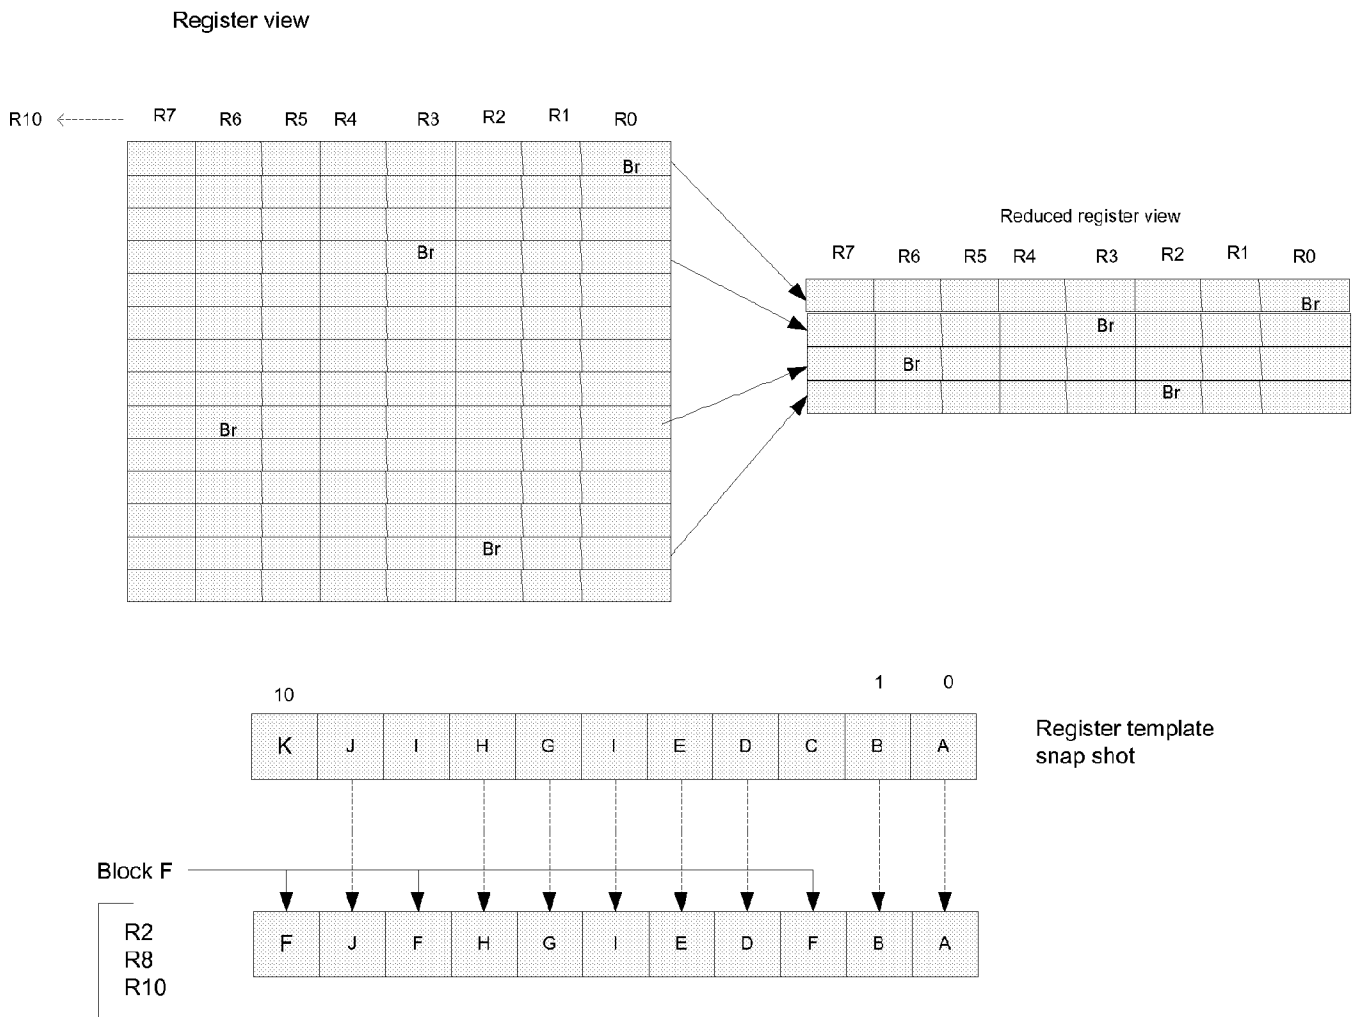 Register view
R10 R7 R6 R5 R4 R3 R2 R1 R0
Br
Br
Br
Br
Reduced register view
R7 R6 R5 R4 R3 R2 R1 R0
Br
Br
Br
Br
10 1 0
K J I H G I E D C B A
Register template
snap shot
Block F
F J F H G I E D F B A
R2
R8
R10